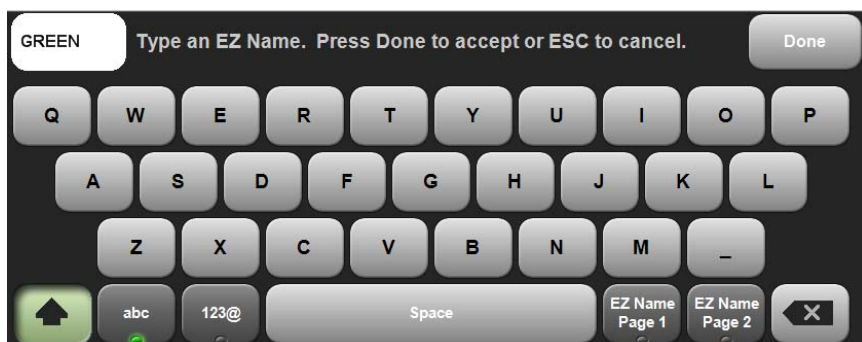 GREEN Type an EZ Name. Press Done to accept or ESC to cancel. Done
Q W E R T Y U I O P
A S D F G H J K L
Z X C V B N M _
abc 123@ Space EZ Name Page 1 EZ Name Page 2